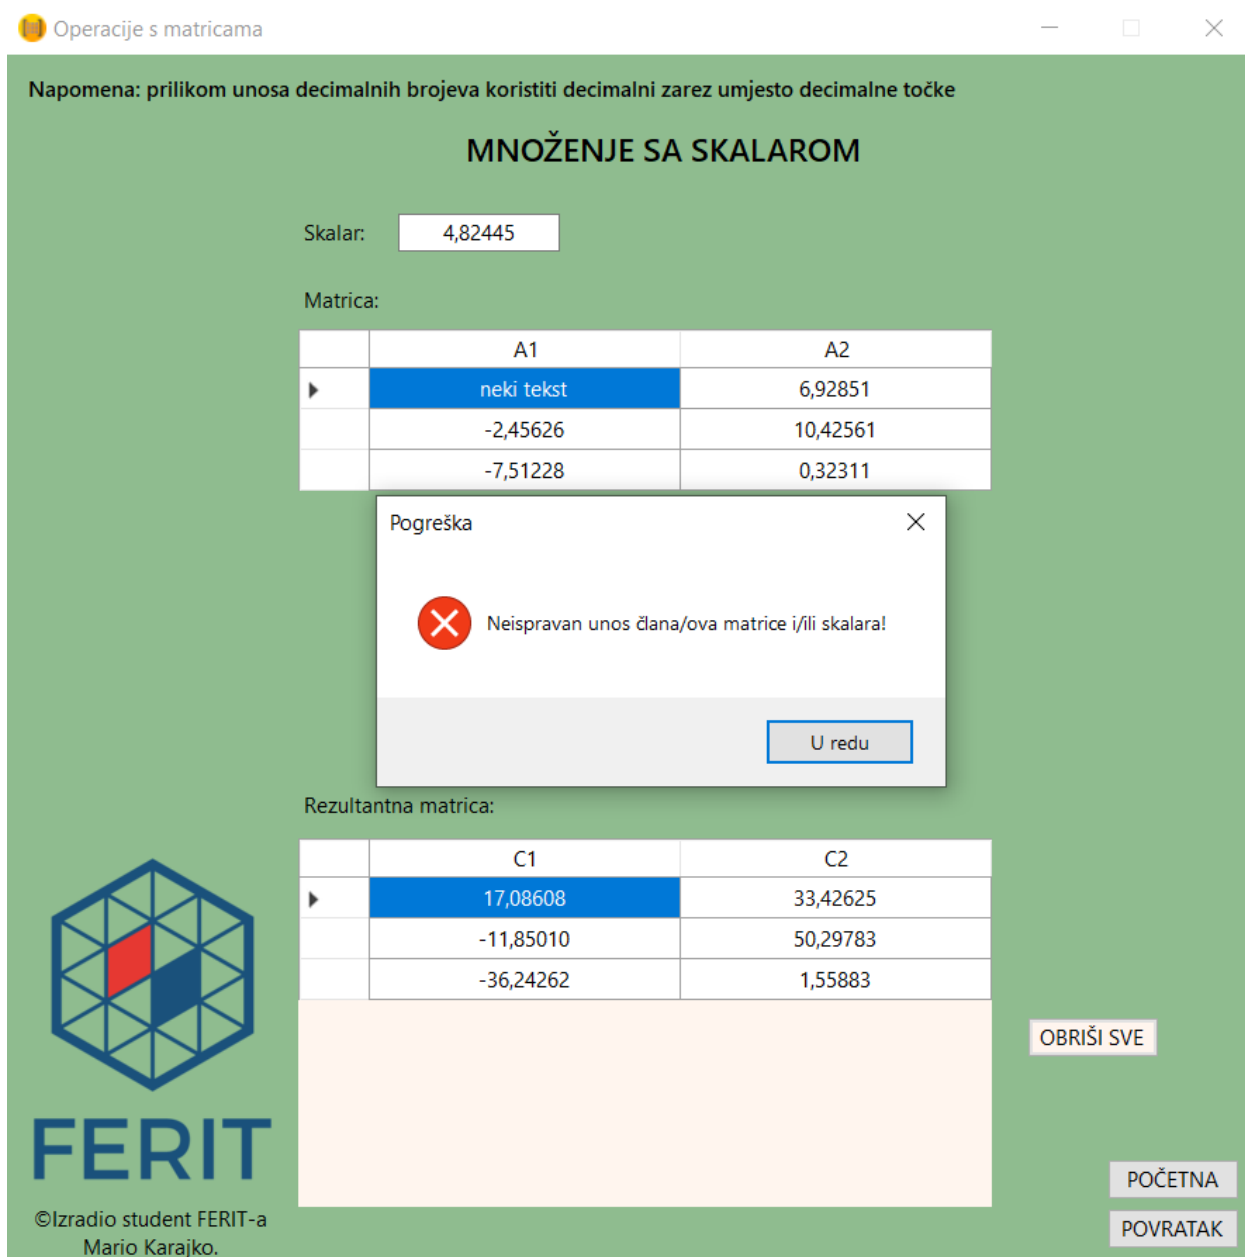 Operacije s matricama
Napomena: prilikom unosa decimalnih brojeva koristiti decimalni zarez umjesto decimalne točke
MNOŽENJE SA SKALAROM
Skalar: 4,82445
Matrica:
A1 A2
neki tekst 6,92851
-2,45626 10,42561
-7,51228 0,32311
Pogreška
Neispravan unos člana/ova matrice i/ili skalara!
U redu
Rezultantna matrica:
C1 C2
17,08608 33,42625
-11,85010 50,29783
-36,24262 1,55883
OBRIŠI SVE
FERIT
POČETNA
©Izradio student FERIT-a
Mario Karajko.
POVRATAK